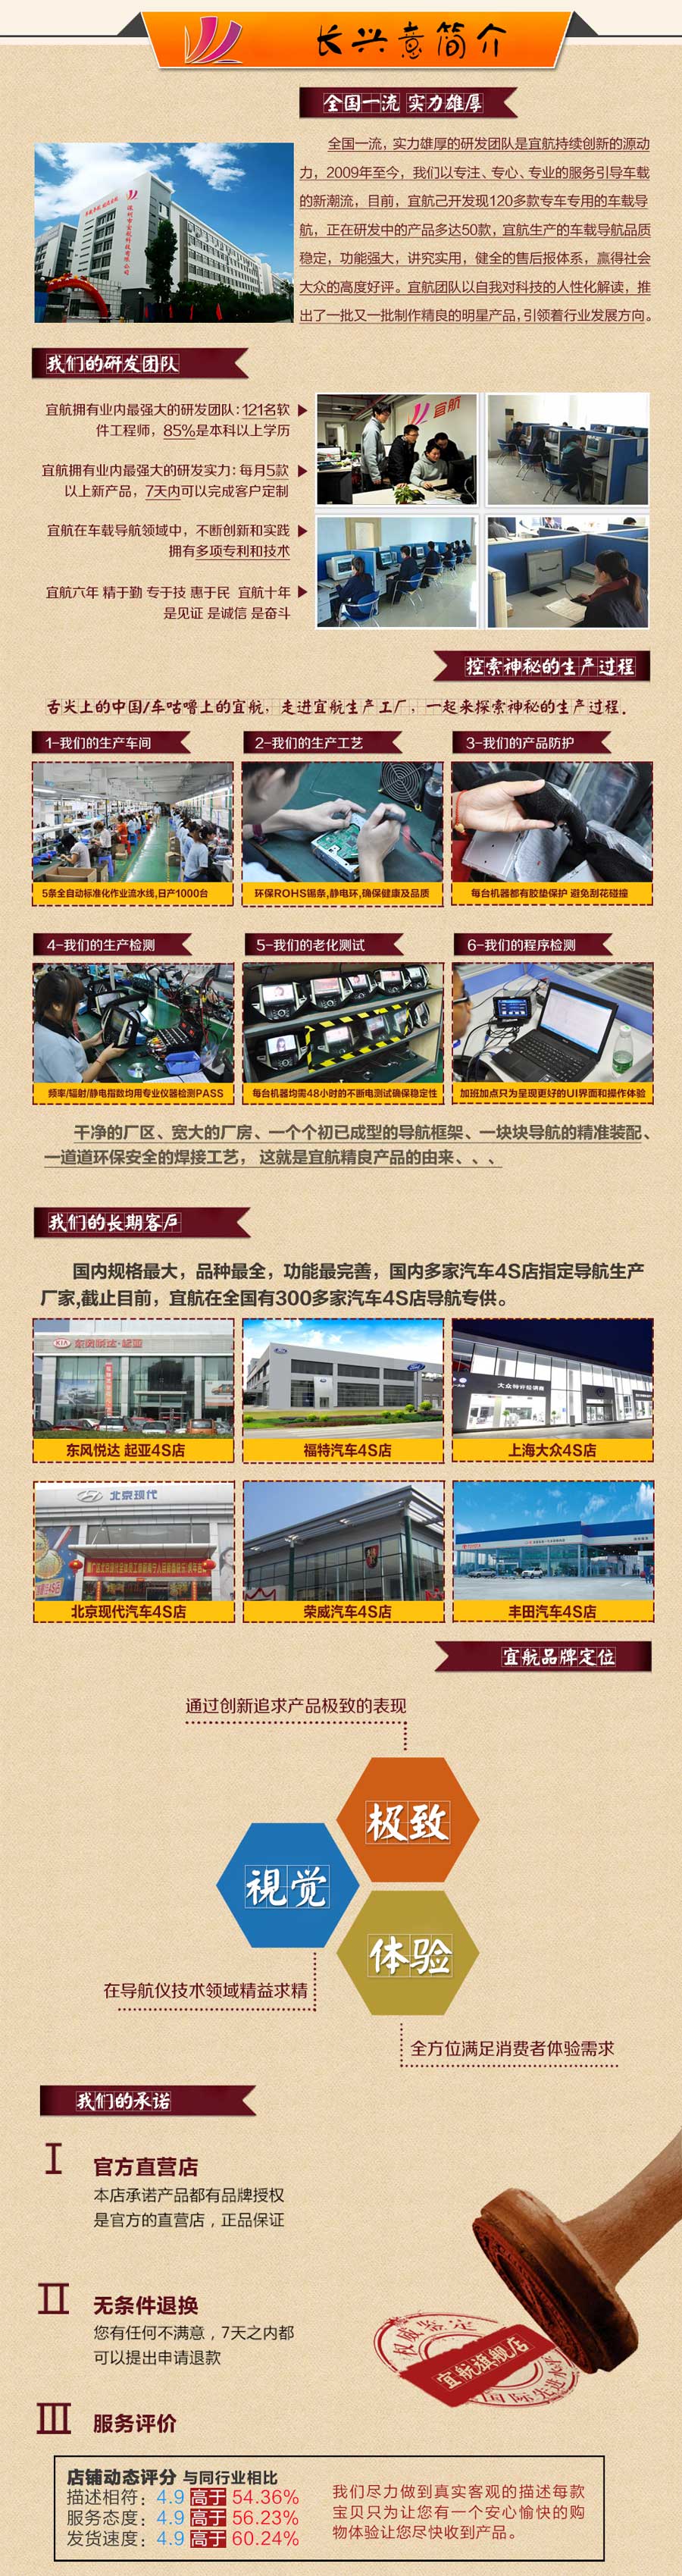 长兴意简介
全国一流 实力雄厚
全国一流，实力雄厚的研发团队是宜航持续创新的源动
力，2009年至今，我们以专注、专心、专业的服务引导车载
的新潮流，目前，宜航己开发现120多款专车专用的车载导
航，正在研发中的产品多达50款，宜航生产的车载导航品质
稳定，功能强大，讲究实用，健全的售后报体系，赢得社会
大众的高度好评。宜航团队以自我对科技的人性化解读，推
出了一批又一批制作精良的明星产品，引领着行业发展方向。
我们的研发团队
宜航拥有业内最强大的研发团队：121名软
件工程师，85%是本科以上学历
宜航拥有业内最强大的研发实力：每月5款
以上新产品，7天内可以完成客户定制
宜航在车载导航领域中，不断创新和实践
拥有多项专利和技术
宜航六年 精于勤 专于技 惠于民 宜航十年
是见证 是诚信 是奋斗
宜航
控索神秘的生产过程
舌尖上的中国/车咕噜上的宜航，走进宜航生产工厂，一起来探索神秘的生产过程.
1-我们的生产车间
2-我们的生产工艺
3-我们的产品防护
5条全自动标准化作业流水线,日产1000台
环保ROHS锡条,静电环,确保健康及品质
每台机器都有胶垫保护 避免刮花碰撞
4-我们的生产检测
5-我们的老化测试
6-我们的程序检测
频率/辐射/静电指数均用专业仪器检测PASS
每台机器均需48小时的不断电测试确保稳定性
加班加点只为呈现更好的UI界面和操作体验
干净的厂区、宽大的厂房、一个个初已成型的导航框架、一块块导航的精准装配、
一道道环保安全的焊接工艺， 这就是宜航精良产品的由来、、、
我们的长期客户
国内规格最大，品种最全，功能最完善，国内多家汽车4S店指定导航生产
厂家,截止目前，宜航在全国有300多家汽车4S店导航专供。
KIA 东风悦达·起亚
大众特许经销商
东风悦达 起亚4S店
福特汽车4S店
上海大众4S店
北京现代
北京现代汽车4S店
荣威汽车4S店
丰田汽车4S店
宜航品牌定位
通过创新追求产品极致的表现
极致
視觉
体验
在导航仪技术领域精益求精
全方位满足消费者体验需求
我们的承诺
I
官方直营店
本店承诺产品都有品牌授权
是官方的直营店，正品保证
II
无条件退换
您有任何不满意，7天之内都
可以提出申请退款
权威鉴定
宜航旗舰店
国际先进水平
III
服务评价
店铺动态评分 与同行业相比
描述相符：4.9 高于 54.36%
服务态度：4.9 高于 56.23%
发货速度：4.9 高于 60.24%
我们尽力做到真实客观的描述每款
宝贝只为让您有一个安心愉快的购
物体验让您尽快收到产品。